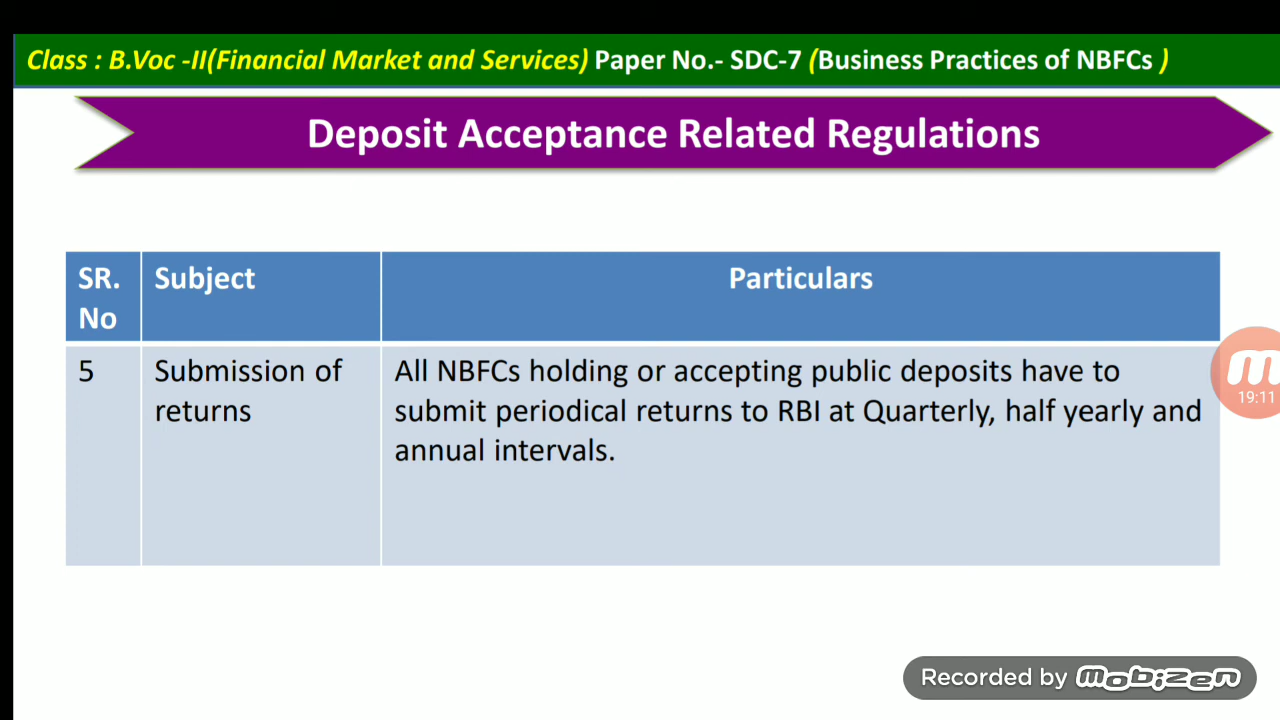 Class : B.Voc -II(Financial Market and Services) Paper No.- SDC-7 (Business Practices of NBFCs )
Deposit Acceptance Related Regulations
SR.
No
Subject
Particulars
5
Submission of
returns
All NBFCs holding or accepting public deposits have to
submit periodical returns to RBI at Quarterly, half yearly and
annual intervals.
19:11
Recorded by mobizen